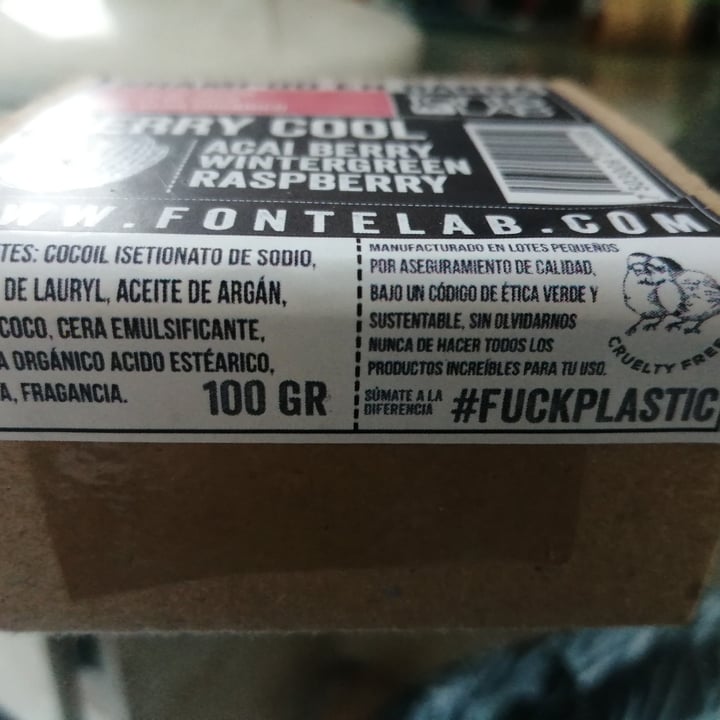 ERRY COOL
ACAI BERRY
WINTERGREEN
RASPBERRY
WWW.FONTELAB.COM
TES: COCOIL ISETIONATO DE SODIO,
DE LAURYL, ACEITE DE ARGÁN,
COCO, CERA EMULSIFICANTE,
A ORGÁNICO ACIDO ESTÉARICO,
A, FRAGANCIA.
100 GR
MANUFACTURADO EN LOTES PEQUEÑOS
POR ASEGURAMIENTO DE CALIDAD,
BAJO UN CÓDIGO DE ÉTICA VERDE Y
SUSTENTABLE, SIN OLVIDARNOS
NUNCA DE HACER TODOS LOS
PRODUCTOS INCREÍBLES PARA TU USO.
CRUELTY FREE
SÚMATE A LA
DIFERENCIA
#FUCKPLASTIC